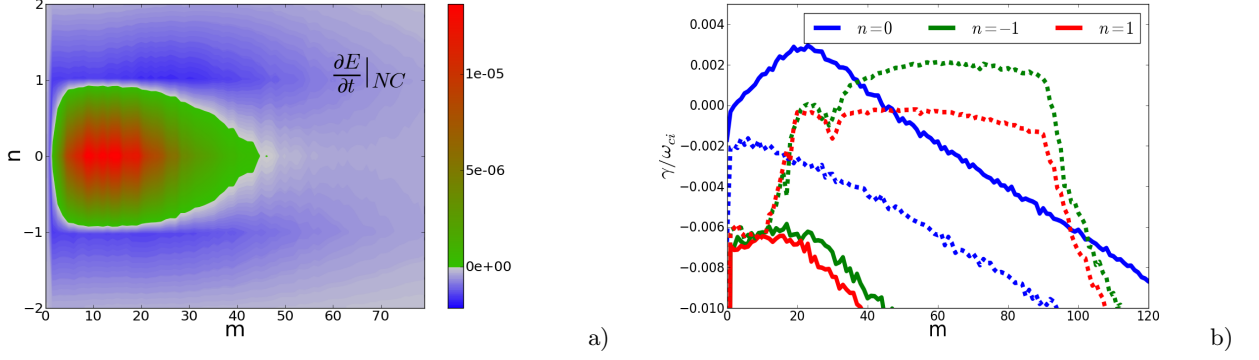 2
1
0
−1
−2
n
0
10
20
30
40
50
60
70
m
∂E/∂t|NC
1e-05
5e-06
0e+00
a)
0.004
0.002
0.000
−0.002
−0.004
−0.006
−0.008
−0.010
γ/ω_ci
n=0
n=−1
n=1
0
20
40
60
80
100
120
m
b)